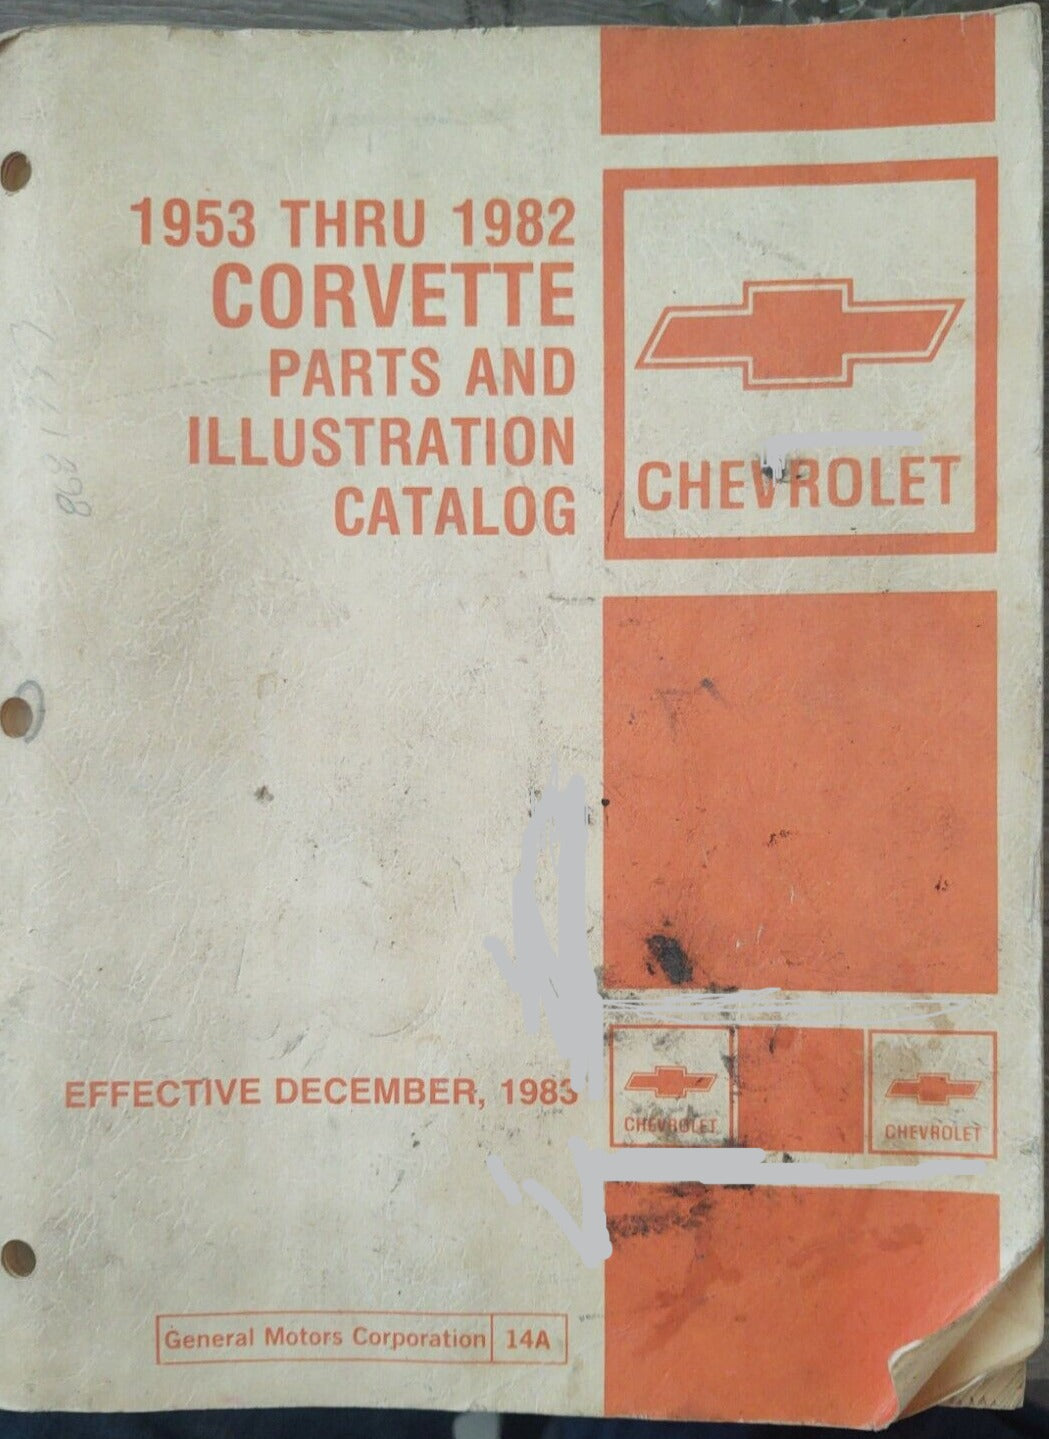 1953 THRU 1982
CORVETTE
PARTS AND
ILLUSTRATION
CATALOG
CHEVROLET
EFFECTIVE DECEMBER, 1983
CHEVROLET
CHEVROLET
General Motors Corporation 14A